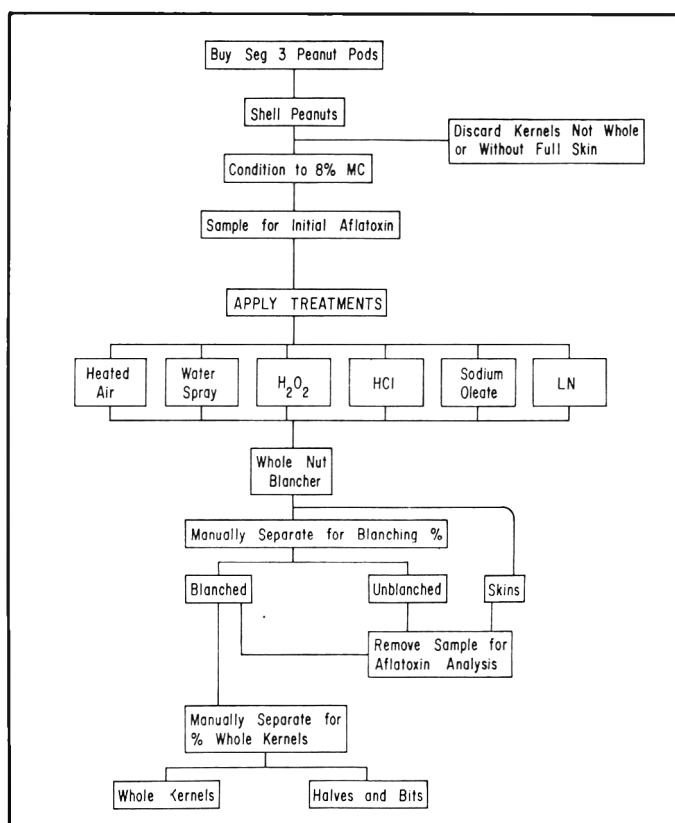 Buy Seg 3 Peanut Pods
Shell Peanuts
Discard Kernels Not Whole
or Without Full Skin
Condition to 8% MC
Sample for Initial Aflatoxin
APPLY TREATMENTS
Heated
Air
Water
Spray
H2O2
HCl
Sodium
Oleate
LN
Whole Nut
Blancher
Manually Separate for Blanching %
Blanched
Unblanched
Skins
Remove Sample for
Aflatoxin Analysis
Manually Separate for
% Whole Kernels
Whole Kernels
Halves and Bits